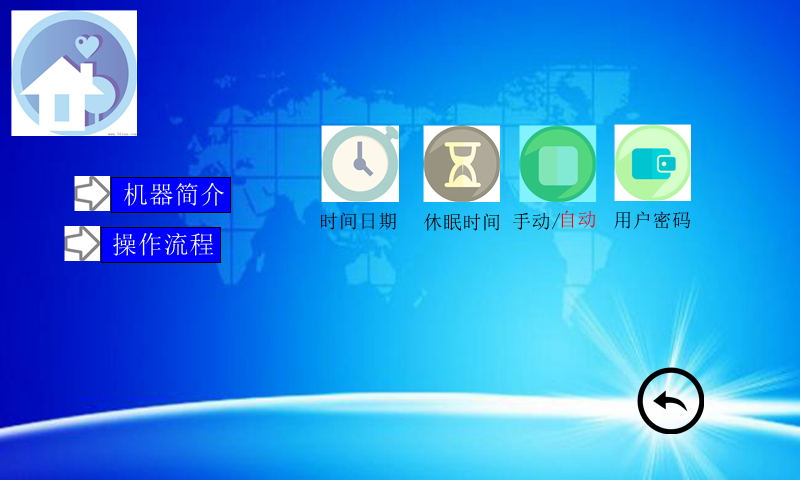 机器简介
操作流程
时间日期
休眠时间
手动/自动
用户密码